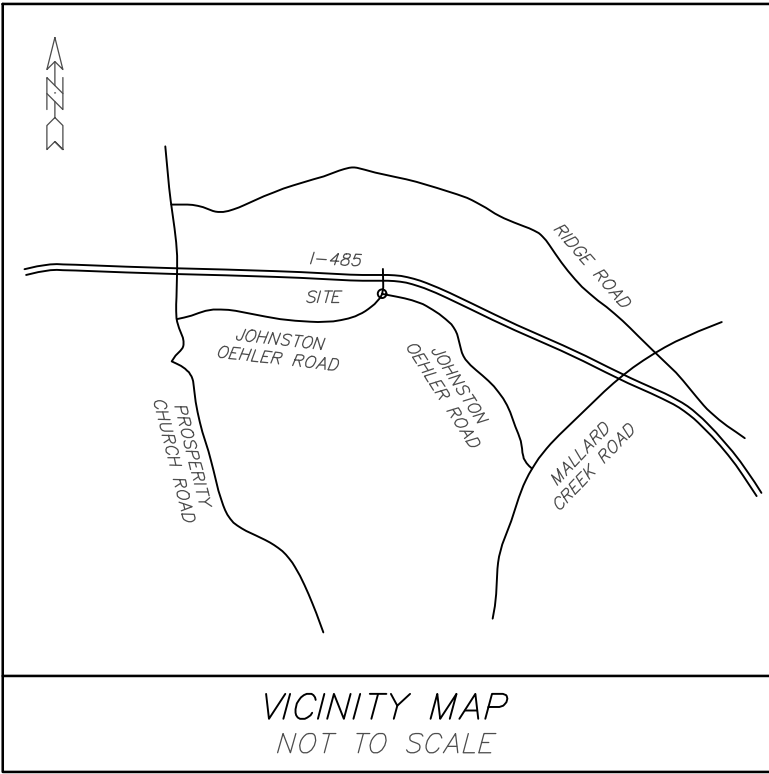 N
RIDGE ROAD
I-485
SITE
JOHNSTON
OEHLER ROAD
JOHNSTON
OEHLER ROAD
PROSPERITY
CHURCH ROAD
MALLARD
CREEK ROAD
VICINITY MAP
NOT TO SCALE